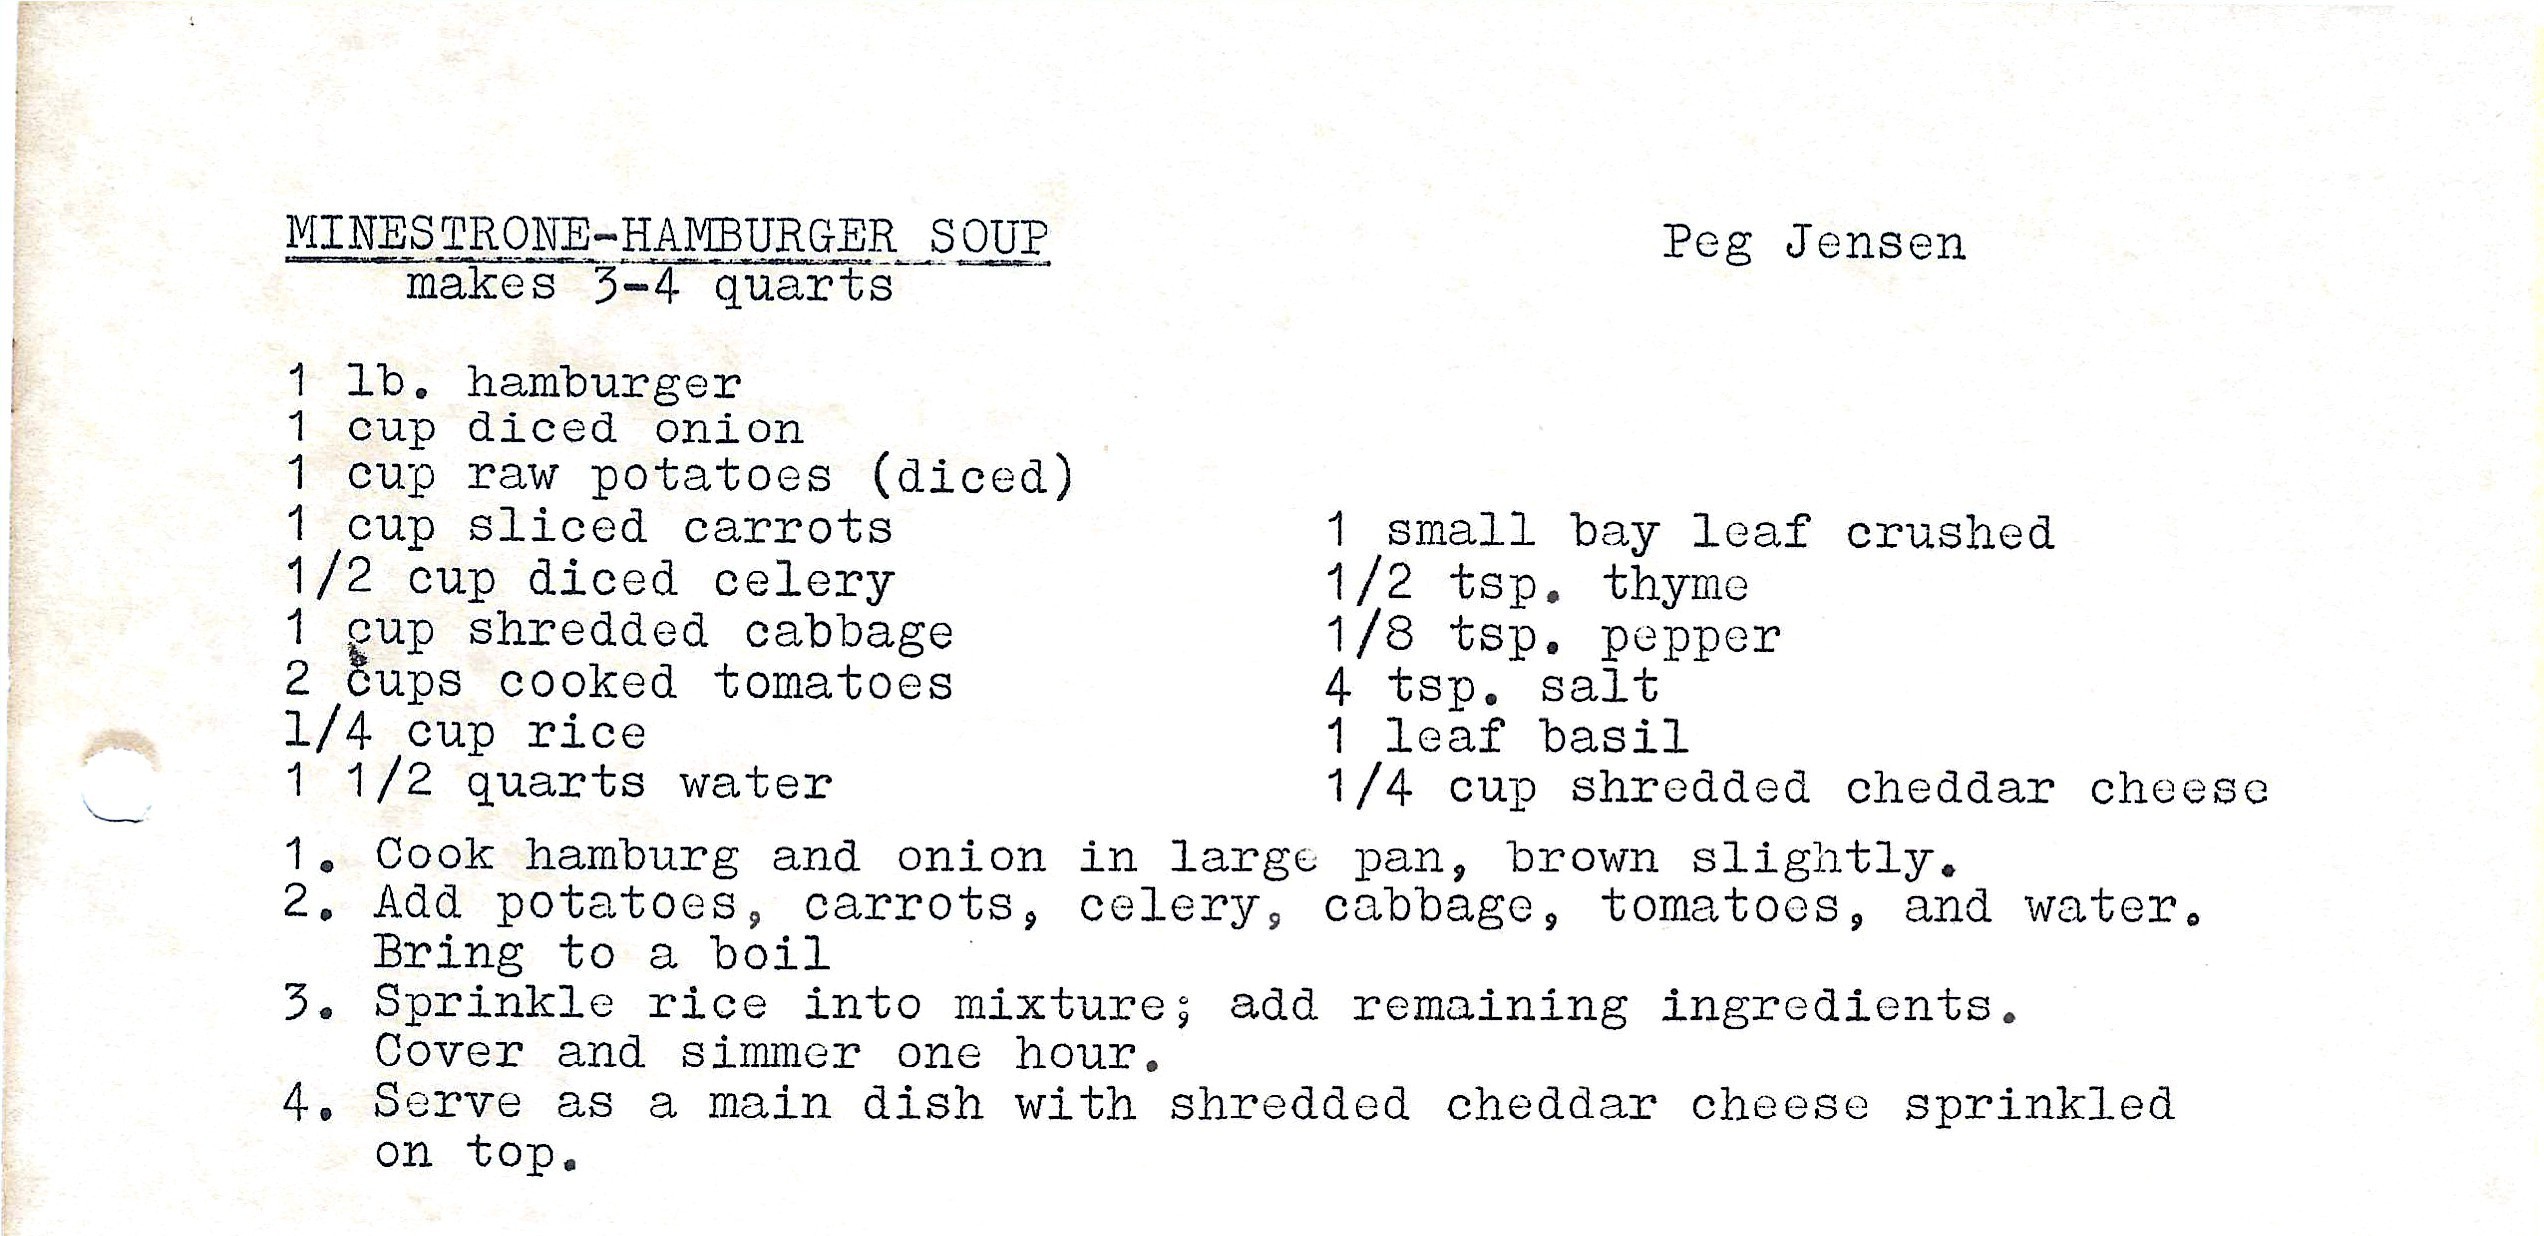 MINESTRONE-HAMBURGER SOUP
Peg Jensen
makes 3-4 quarts
1 lb. hamburger
1 cup diced onion
1 cup raw potatoes (diced)
1 cup sliced carrots
1/2 cup diced celery
1 cup shredded cabbage
2 cups cooked tomatoes
1/4 cup rice
1 1/2 quarts water
1 small bay leaf crushed
1/2 tsp. thyme
1/8 tsp. pepper
4 tsp. salt
1 leaf basil
1/4 cup shredded cheddar cheese
1. Cook hamburg and onion in large pan, brown slightly.
2. Add potatoes, carrots, celery, cabbage, tomatoes, and water.
Bring to a boil
3. Sprinkle rice into mixture; add remaining ingredients.
Cover and simmer one hour.
4. Serve as a main dish with shredded cheddar cheese sprinkled
on top.